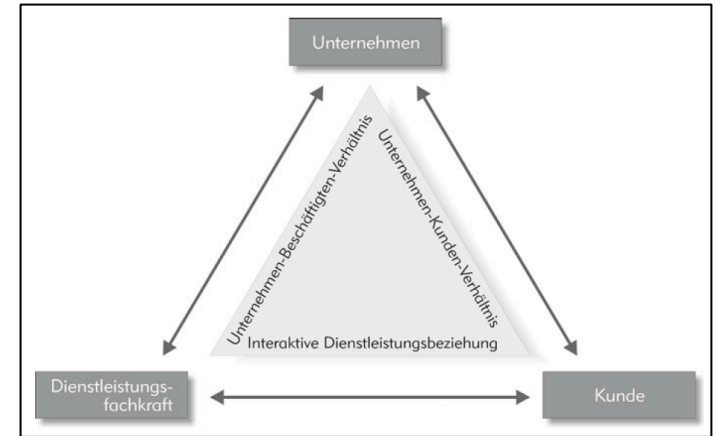 Unternehmen
Unternehmen-Beschäftigten-Verhältnis
Unternehmen-Kunden-Verhältnis
Interaktive Dienstleistungsbeziehung
Dienstleistungs-
fachkraft
Kunde